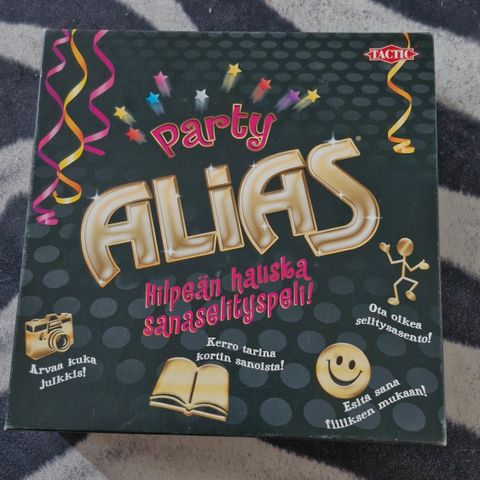 TACTIC
Party
ALIAS®
Hilpeän hauska
sanaselityspeli!
Ota oikea
selitysasento!
Arvaa kuka
julkkis!
Kerro tarina
kortin sanoista!
Esitä sana
fiiliksen mukaan!